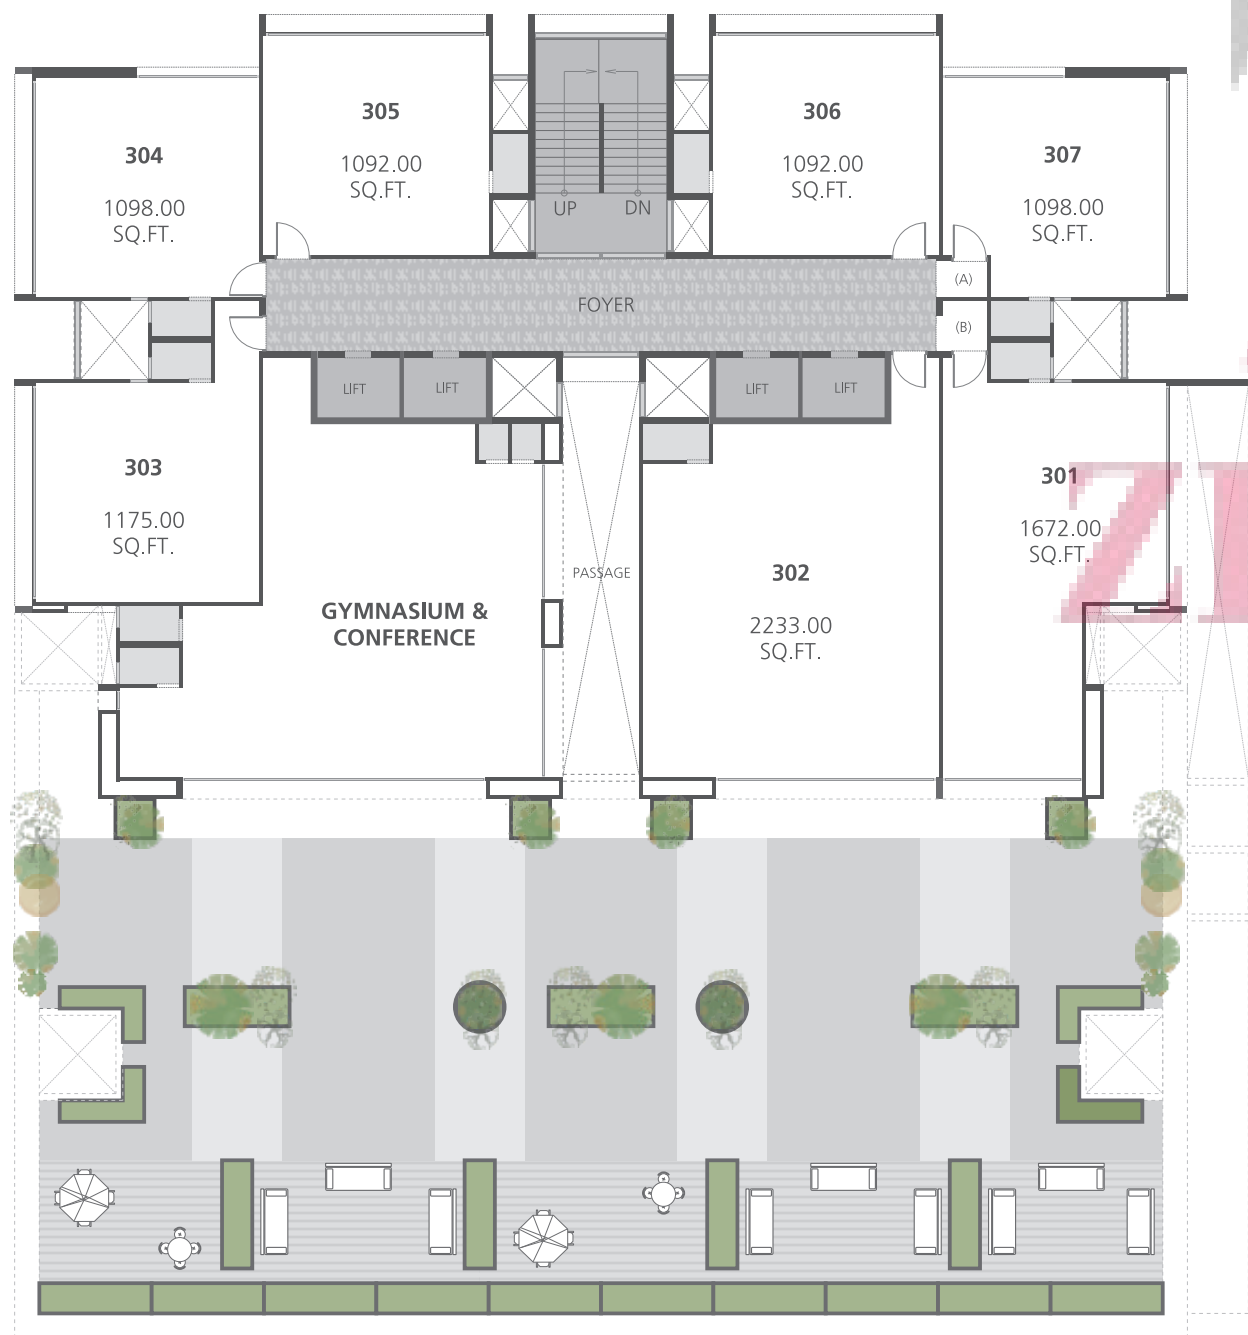 305
1092.00
SQ.FT.
306
1092.00
SQ.FT.
304
1098.00
SQ.FT.
307
1098.00
SQ.FT.
UP
DN
FOYER
(A)
(B)
LIFT
LIFT
LIFT
LIFT
303
1175.00
SQ.FT.
301
1672.00
SQ.FT.
PASSAGE
302
2233.00
SQ.FT.
GYMNASIUM &
CONFERENCE